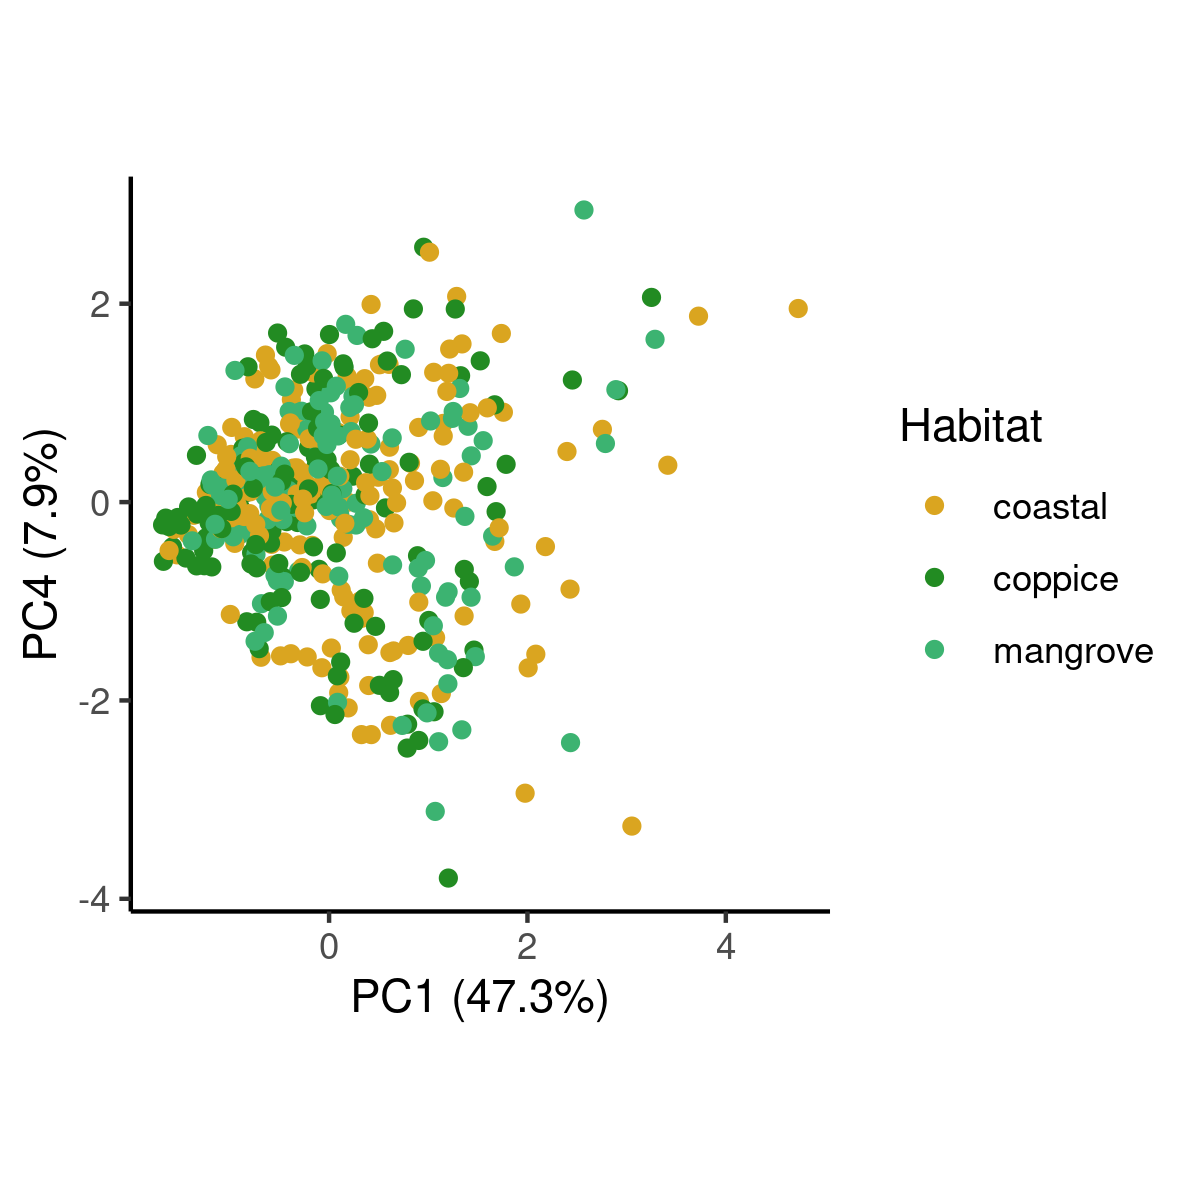 2
0
-2
-4
PC4 (7.9%)
0
2
4
PC1 (47.3%)
Habitat
coastal
coppice
mangrove